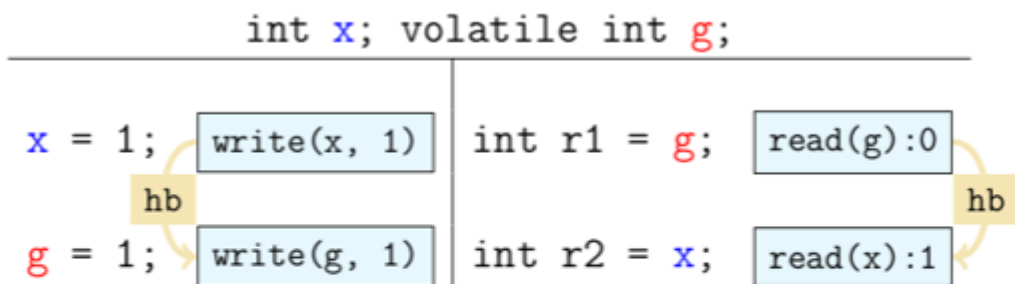 int x; volatile int g;
x = 1; write(x, 1) int r1 = g; read(g):0
hb hb
g = 1; write(g, 1) int r2 = x; read(x):1